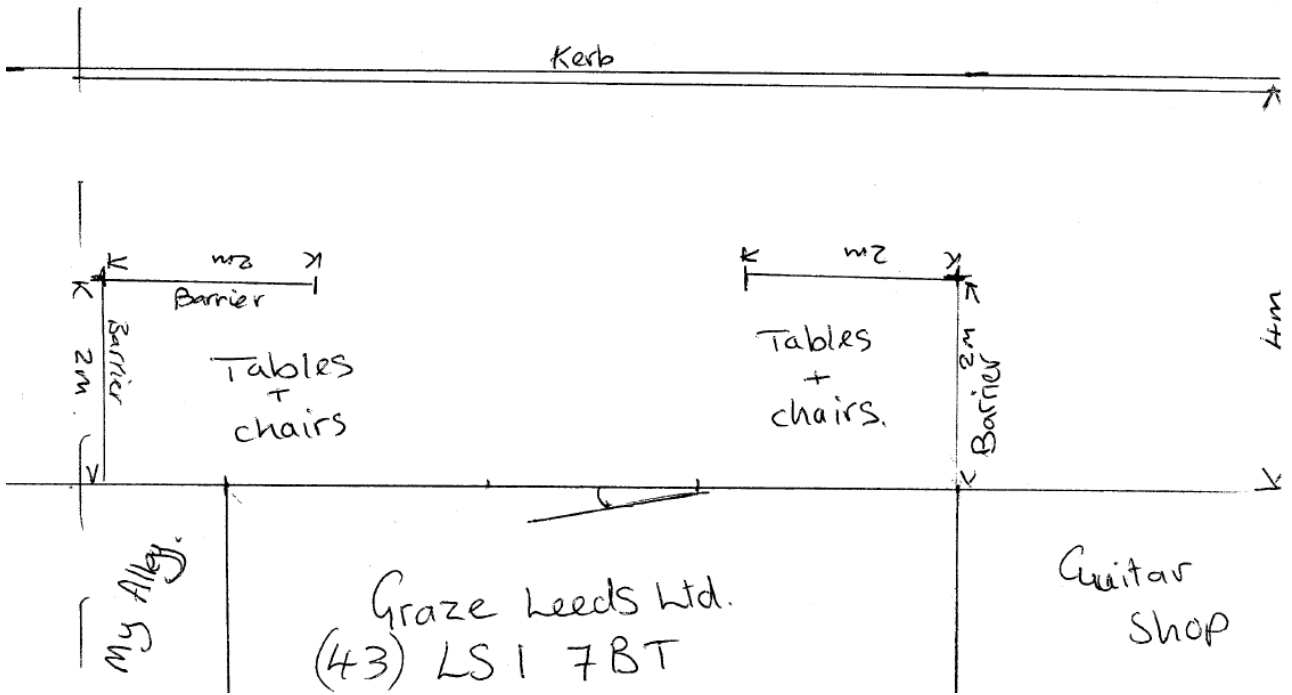 Kerb
2m
2m
Barrier
Barrier
2m
Tables
+
chairs
Tables
+
chairs.
2m
Barrier
4m
My Alley.
Graze Leeds Ltd.
(43) LS1 7BT
Guitar
Shop